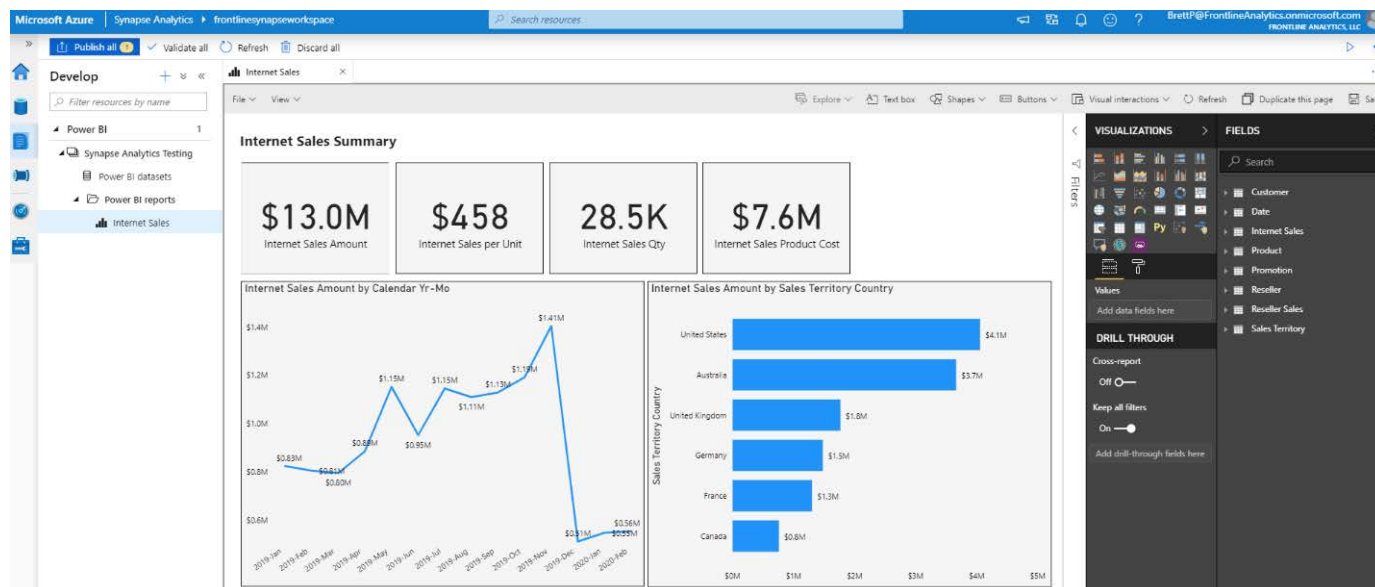 Microsoft Azure | Synapse Analytics ▸ frontlinesynapseworkspace
Search resources
BrettP@FrontlineAnalytics.onmicrosoft.com
FRONTLINE ANALYTICS, LLC
Publish all 1 Validate all Refresh Discard all
Develop
Internet Sales
Filter resources by name
File View Explore Text box Shapes Buttons Visual interactions Refresh Duplicate this page
Power BI 1
Synapse Analytics Testing
Power BI datasets
Power BI reports
Internet Sales
Internet Sales Summary
$13.0M
Internet Sales Amount
$458
Internet Sales per Unit
28.5K
Internet Sales Qty
$7.6M
Internet Sales Product Cost
Internet Sales Amount by Calendar Yr-Mo
$1.4M
$1.2M
$1.0M
$0.8M
$0.6M
$0.83M
$0.81M
$0.80M
$1.15M
$0.95M
$1.15M
$1.11M
$1.13M
$1.41M
$0.56M
2019-Jan
2019-Feb
2019-Mar
2019-Apr
2019-May
2019-Jun
2019-Jul
2019-Aug
2019-Sep
2019-Oct
2019-Nov
2019-Dec
2020-Jan
2020-Feb
Internet Sales Amount by Sales Territory Country
Sales Territory Country
United States $4.1M
Australia $3.7M
United Kingdom $1.8M
Germany $1.5M
France $1.3M
Canada $0.8M
$0M $1M $2M $3M $4M $5M
Filters
VISUALIZATIONS
Py
Values
Add data fields here
DRILL THROUGH
Cross-report
Off
Keep all filters
On
Add drill-through fields here
FIELDS
Search
Customer
Date
Internet Sales
Product
Promotion
Reseller
Reseller Sales
Sales Territory